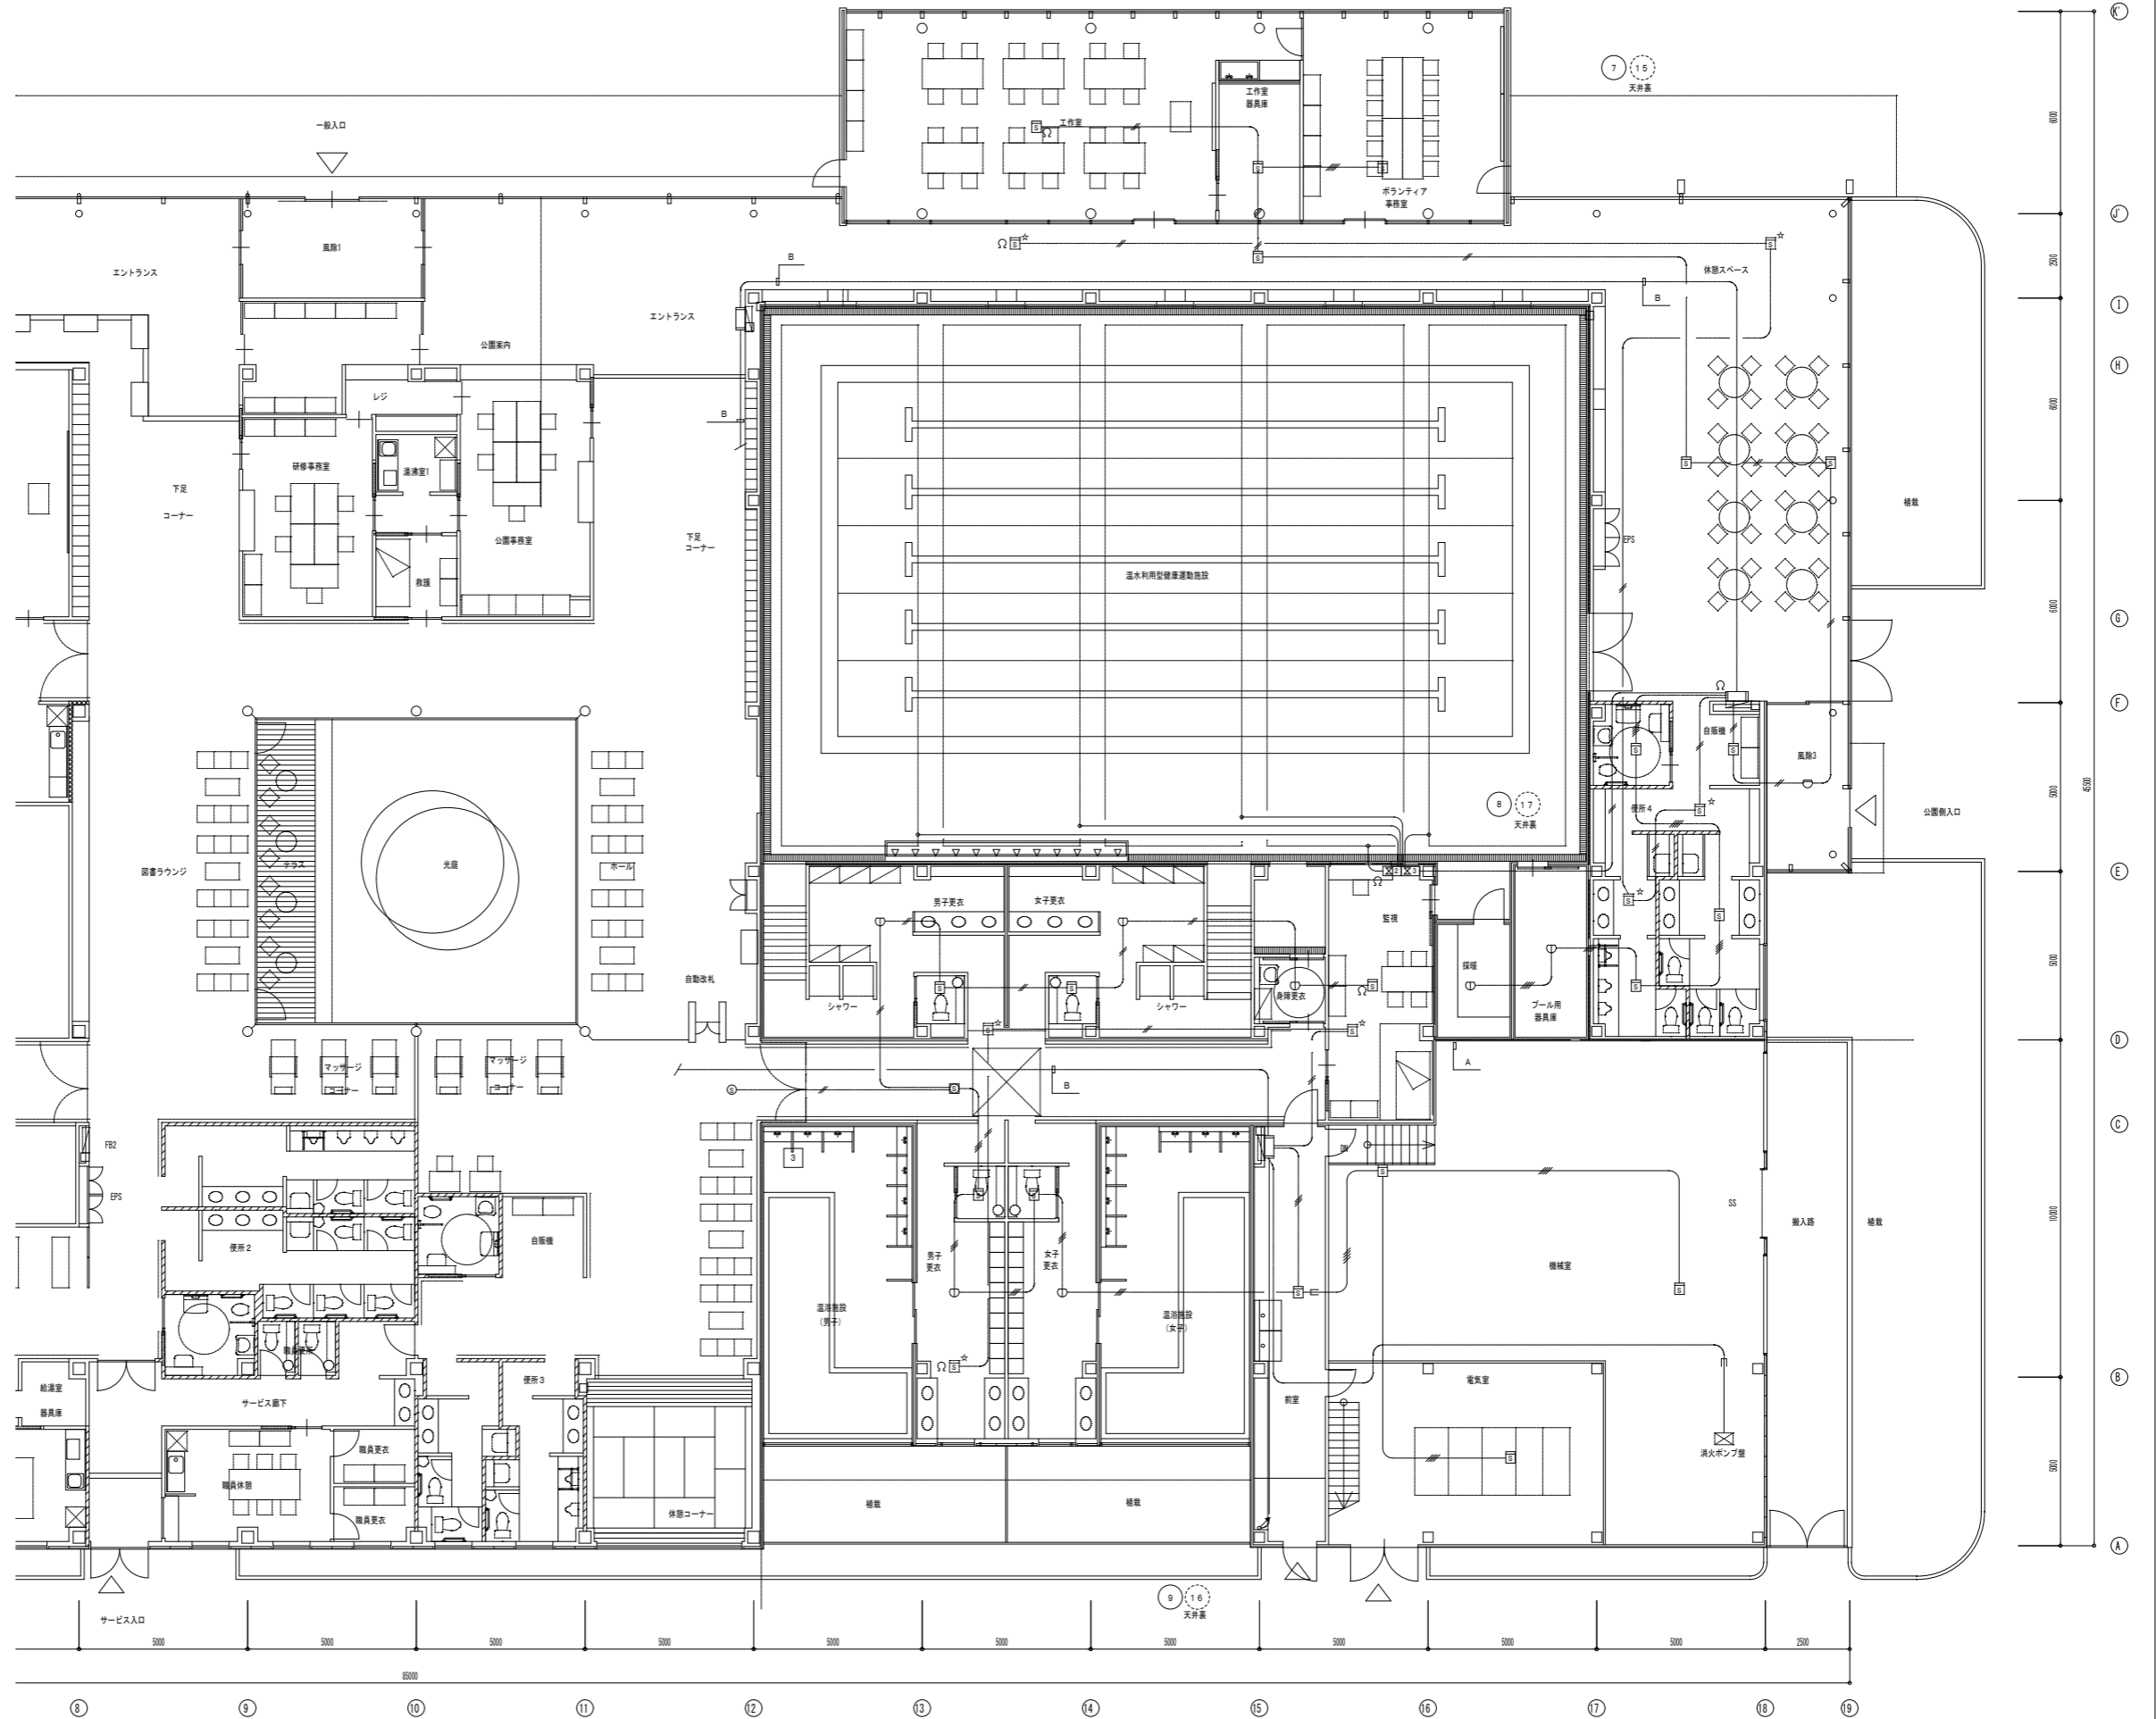 K'
7
15
天井裏
工作室
器具庫
工作室
一般入口
6000
ボランティア
事務室
J'
風除1
エントランス
B
休憩スペース
2500
B
I
エントランス
公園案内
H
レジ
B
6000
研修事務室
湯沸室1
下足
コーナー
植栽
公園事務室
下足
コーナー
EPS
温水利用型健康運動施設
救護
6000
G
F
自販機
風除3
45500
8
17
天井裏
便所4
5000
公園側入口
図書ラウンジ
テラス
光庭
ホール
E
男子更衣
女子更衣
監視
5000
採暖
自動改札
シャワー
シャワー
身障更衣
プール用
器具庫
D
マッサージ
コーナー
マッサージ
コーナー
A
B
C
FB2
DN
3
EPS
SS
搬入路
植栽
10000
便所2
自販機
男子
更衣
女子
更衣
機械室
温浴施設
(男子)
温浴施設
(女子)
職員更衣
給湯室
器具庫
サービス廊下
便所3
前室
電気室
B
職員更衣
消火ポンプ盤
職員休憩
5000
職員更衣
休憩コーナー
植栽
植栽
A
9
16
天井裏
サービス入口
5000
5000
5000
5000
5000
5000
5000
5000
5000
5000
2500
85000
8
9
10
11
12
13
14
15
16
17
18
19